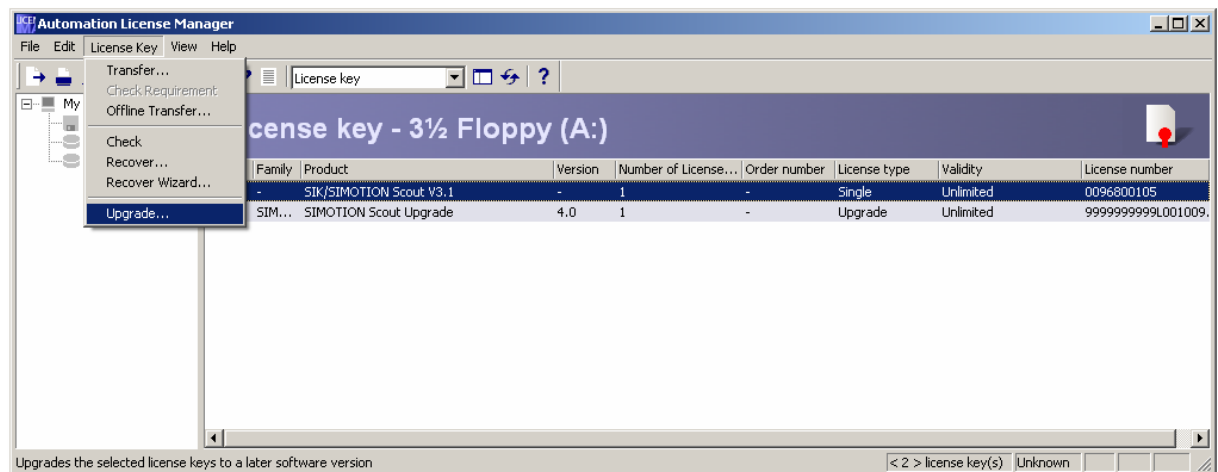 Automation License Manager
File Edit License Key View Help
Transfer...
Check Requirement
Offline Transfer...
Check
Recover...
Recover Wizard...
Upgrade...
License key
?
My
cense key - 3½ Floppy (A:)
Family Product Version Number of License... Order number License type Validity License number
- SIK/SIMOTION Scout V3.1 - 1 - Single Unlimited 0096800105
SIM... SIMOTION Scout Upgrade 4.0 1 - Upgrade Unlimited 9999999999L001009.
Upgrades the selected license keys to a later software version < 2 > license key(s) Unknown